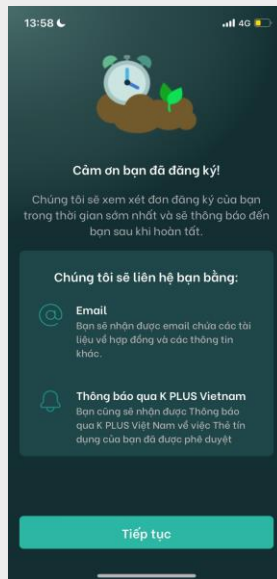 13:58
4G
Cảm ơn bạn đã đăng ký!
Chúng tôi sẽ xem xét đơn đăng ký của bạn
trong thời gian sớm nhất và sẽ thông báo đến
bạn sau khi hoàn tất.
Chúng tôi sẽ liên hệ bạn bằng:
Email
Bạn sẽ nhận được email chứa các tài
liệu về hợp đồng và các thông tin
khác.
Thông báo qua K PLUS Vietnam
Bạn cũng sẽ nhận được Thông báo
qua K PLUS Việt Nam về việc Thẻ tín
dụng của bạn đã được phê duyệt
Tiếp tục